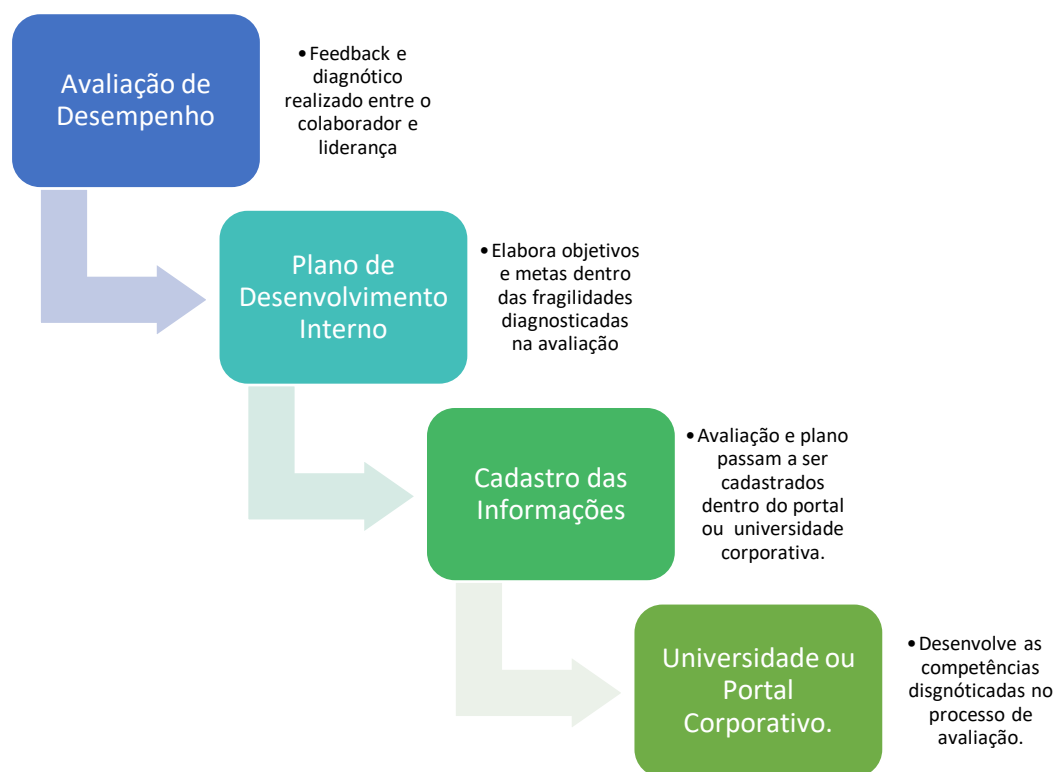 Avaliação de
Desempenho
•Feedback e
diagnótico
realizado entre o
colaborador e
liderança
Plano de
Desenvolvimento
Interno
•Elabora objetivos
e metas dentro
das fragilidades
diagnosticadas
na avaliação
Cadastro das
Informações
•Avaliação e plano
passam a ser
cadastrados
dentro do portal
ou universidade
corporativa.
Universidade ou
Portal
Corporativo.
•Desenvolve as
competências
disgnóticadas no
processo de
avaliação.